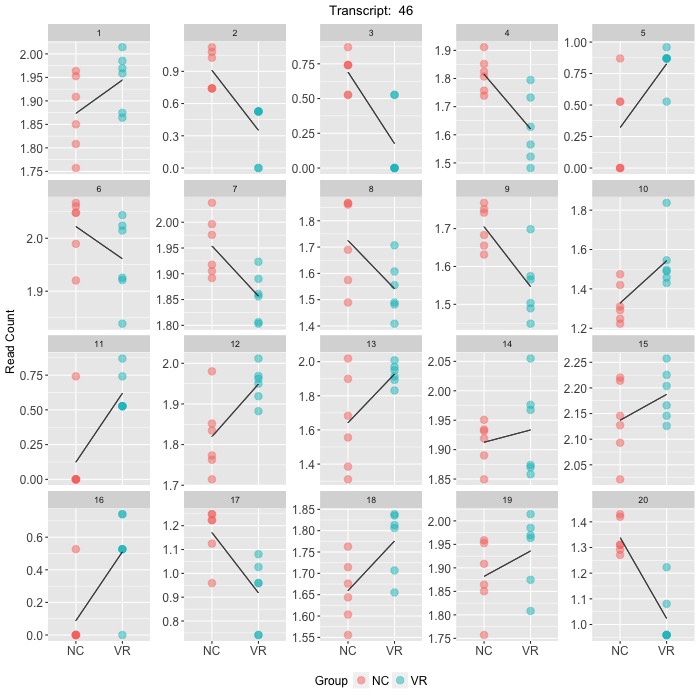 Transcript: 46
1 2 3 4 5
2.00 1.95 1.90 1.85 1.80 1.75
0.9 0.6 0.3 0.0
0.75 0.50 0.25 0.00
1.9 1.8 1.7 1.6 1.5
1.00 0.75 0.50 0.25 0.00
6 7 8 9 10
2.0 1.9
2.00 1.95 1.90 1.85 1.80
1.8 1.7 1.6 1.5 1.4
1.7 1.6 1.5
1.8 1.6 1.4 1.2
Read Count
11 12 13 14 15
0.75 0.50 0.25 0.00
2.0 1.9 1.8 1.7
2.0 1.8 1.6 1.4
2.05 2.00 1.95 1.90 1.85
2.25 2.20 2.15 2.10 2.05
16 17 18 19 20
0.6 0.4 0.2 0.0
1.2 1.1 1.0 0.9 0.8
1.85 1.80 1.75 1.70 1.65 1.60 1.55
2.00 1.95 1.90 1.85 1.80 1.75
1.4 1.3 1.2 1.1 1.0
NC VR NC VR NC VR NC VR NC VR
Group NC VR